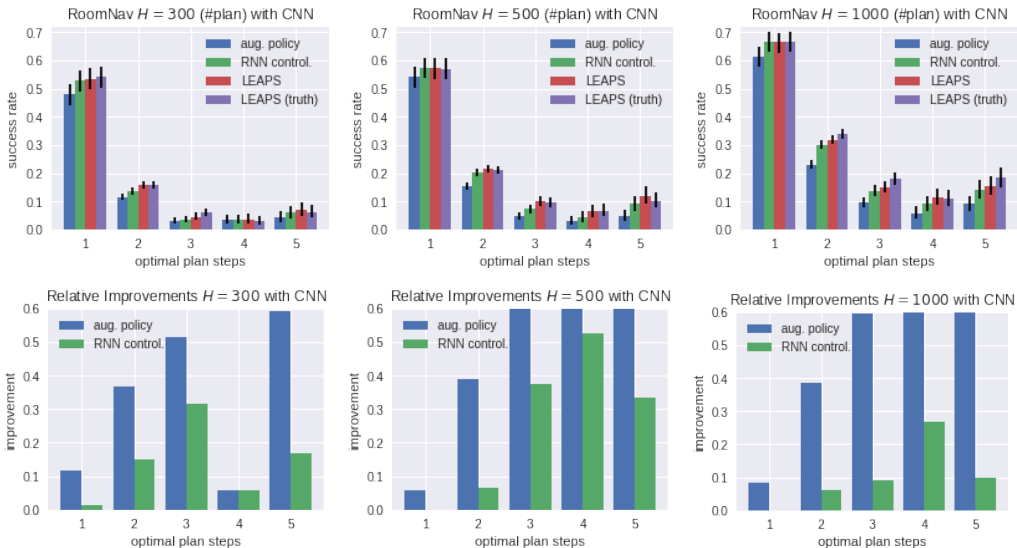 RoomNav H = 300 (#plan) with CNN
success rate
0.7
0.6
0.5
0.4
0.3
0.2
0.1
0.0
aug. policy
RNN control.
LEAPS
LEAPS (truth)
1 2 3 4 5
optimal plan steps
RoomNav H = 500 (#plan) with CNN
success rate
0.7
0.6
0.5
0.4
0.3
0.2
0.1
0.0
aug. policy
RNN control.
LEAPS
LEAPS (truth)
1 2 3 4 5
optimal plan steps
RoomNav H = 1000 (#plan) with CNN
success rate
0.7
0.6
0.5
0.4
0.3
0.2
0.1
0.0
aug. policy
RNN control.
LEAPS
LEAPS (truth)
1 2 3 4 5
optimal plan steps
Relative Improvements H = 300 with CNN
improvement
0.6
0.5
0.4
0.3
0.2
0.1
0.0
aug. policy
RNN control.
1 2 3 4 5
optimal plan steps
Relative Improvements H = 500 with CNN
improvement
0.6
0.5
0.4
0.3
0.2
0.1
0.0
aug. policy
RNN control.
1 2 3 4 5
optimal plan steps
Relative Improvements H = 1000 with CNN
improvement
0.6
0.5
0.4
0.3
0.2
0.1
0.0
aug. policy
RNN control.
1 2 3 4 5
optimal plan steps